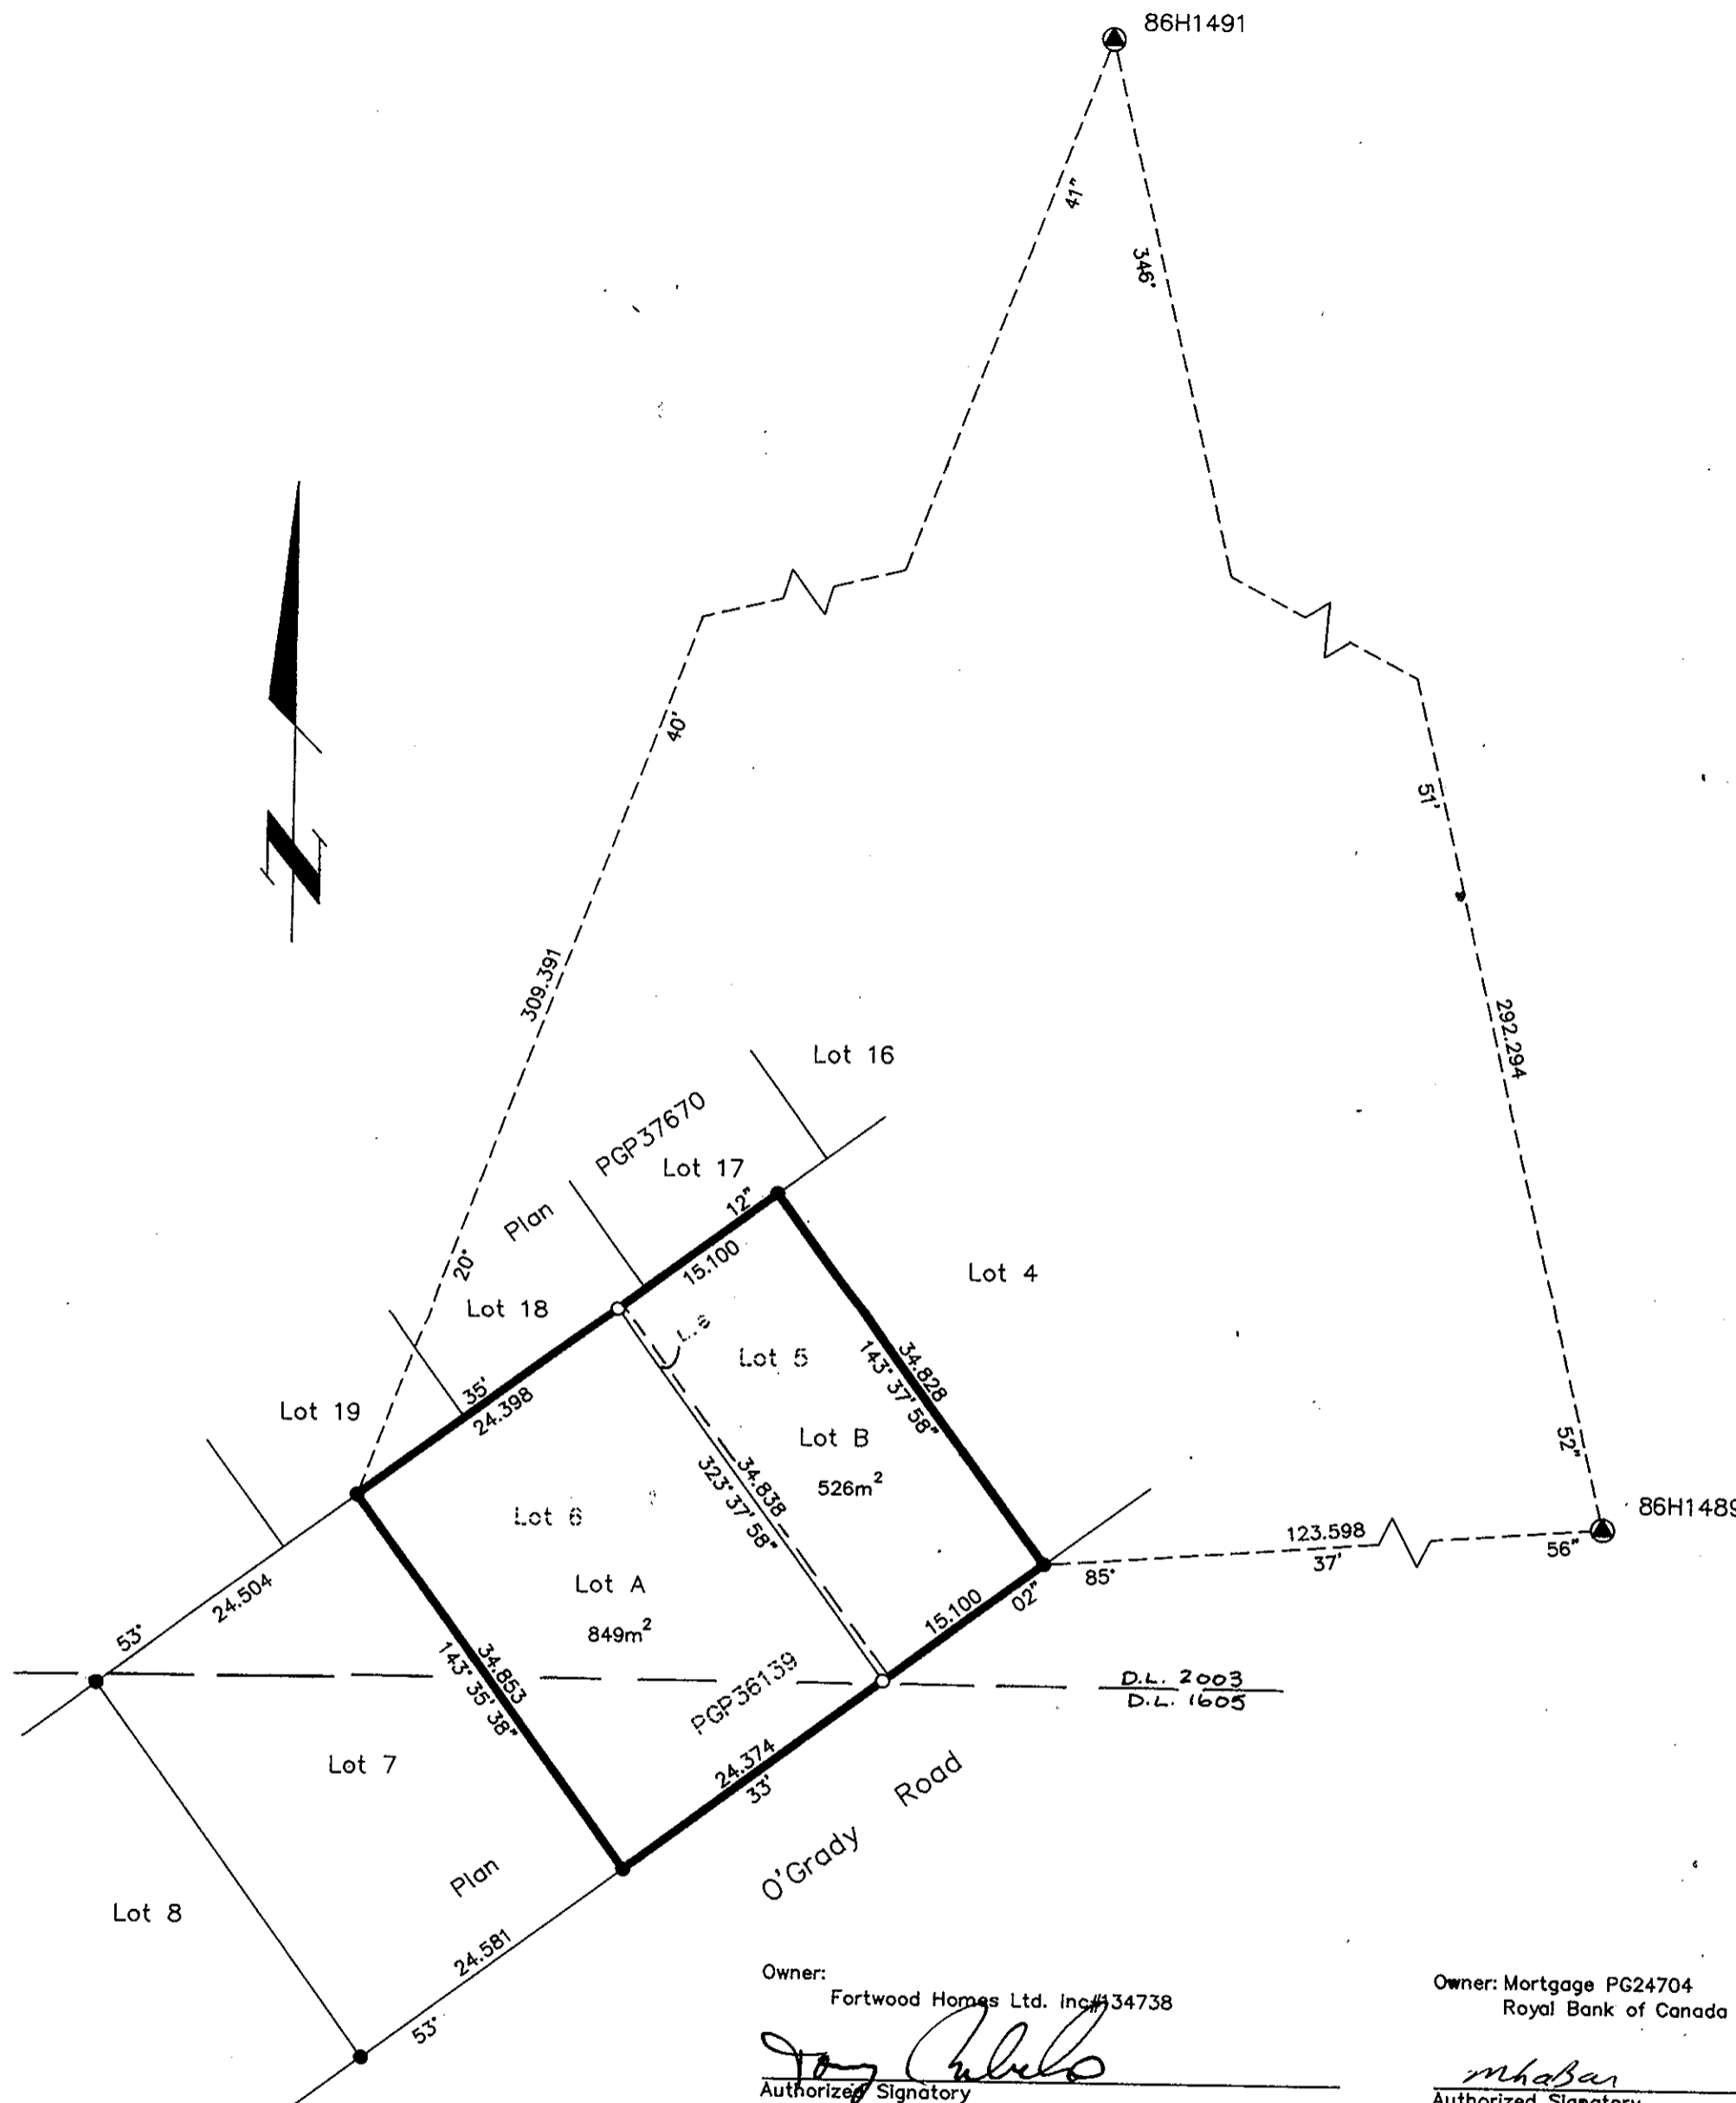 86H1491
41"
346°
40'
51'
309.391
292.294
Lot 16
PGP37670
Lot 17
12"
Plan
15.100
20°
Lot 4
Lot 18
Lot 5
34.828
143° 37' 58"
35'
24.398
Lot 19
Lot B
526m²
34.838
323° 37' 58"
52"
86H1489
Lot 6
123.598
37'
56"
85°
02"
15.100
Lot A
849m²
24.504
53°
34.853
143° 35' 38"
PGP36139
D.L. 2003
D.L. 1605
Lot 7
24.374
33'
O'Grady Road
Plan
Lot 8
24.581
53°
Owner:
Fortwood Homes Ltd. Inc#134738
Authorized Signatory
Owner: Mortgage PG24704
Royal Bank of Canada
Authorized Signatory